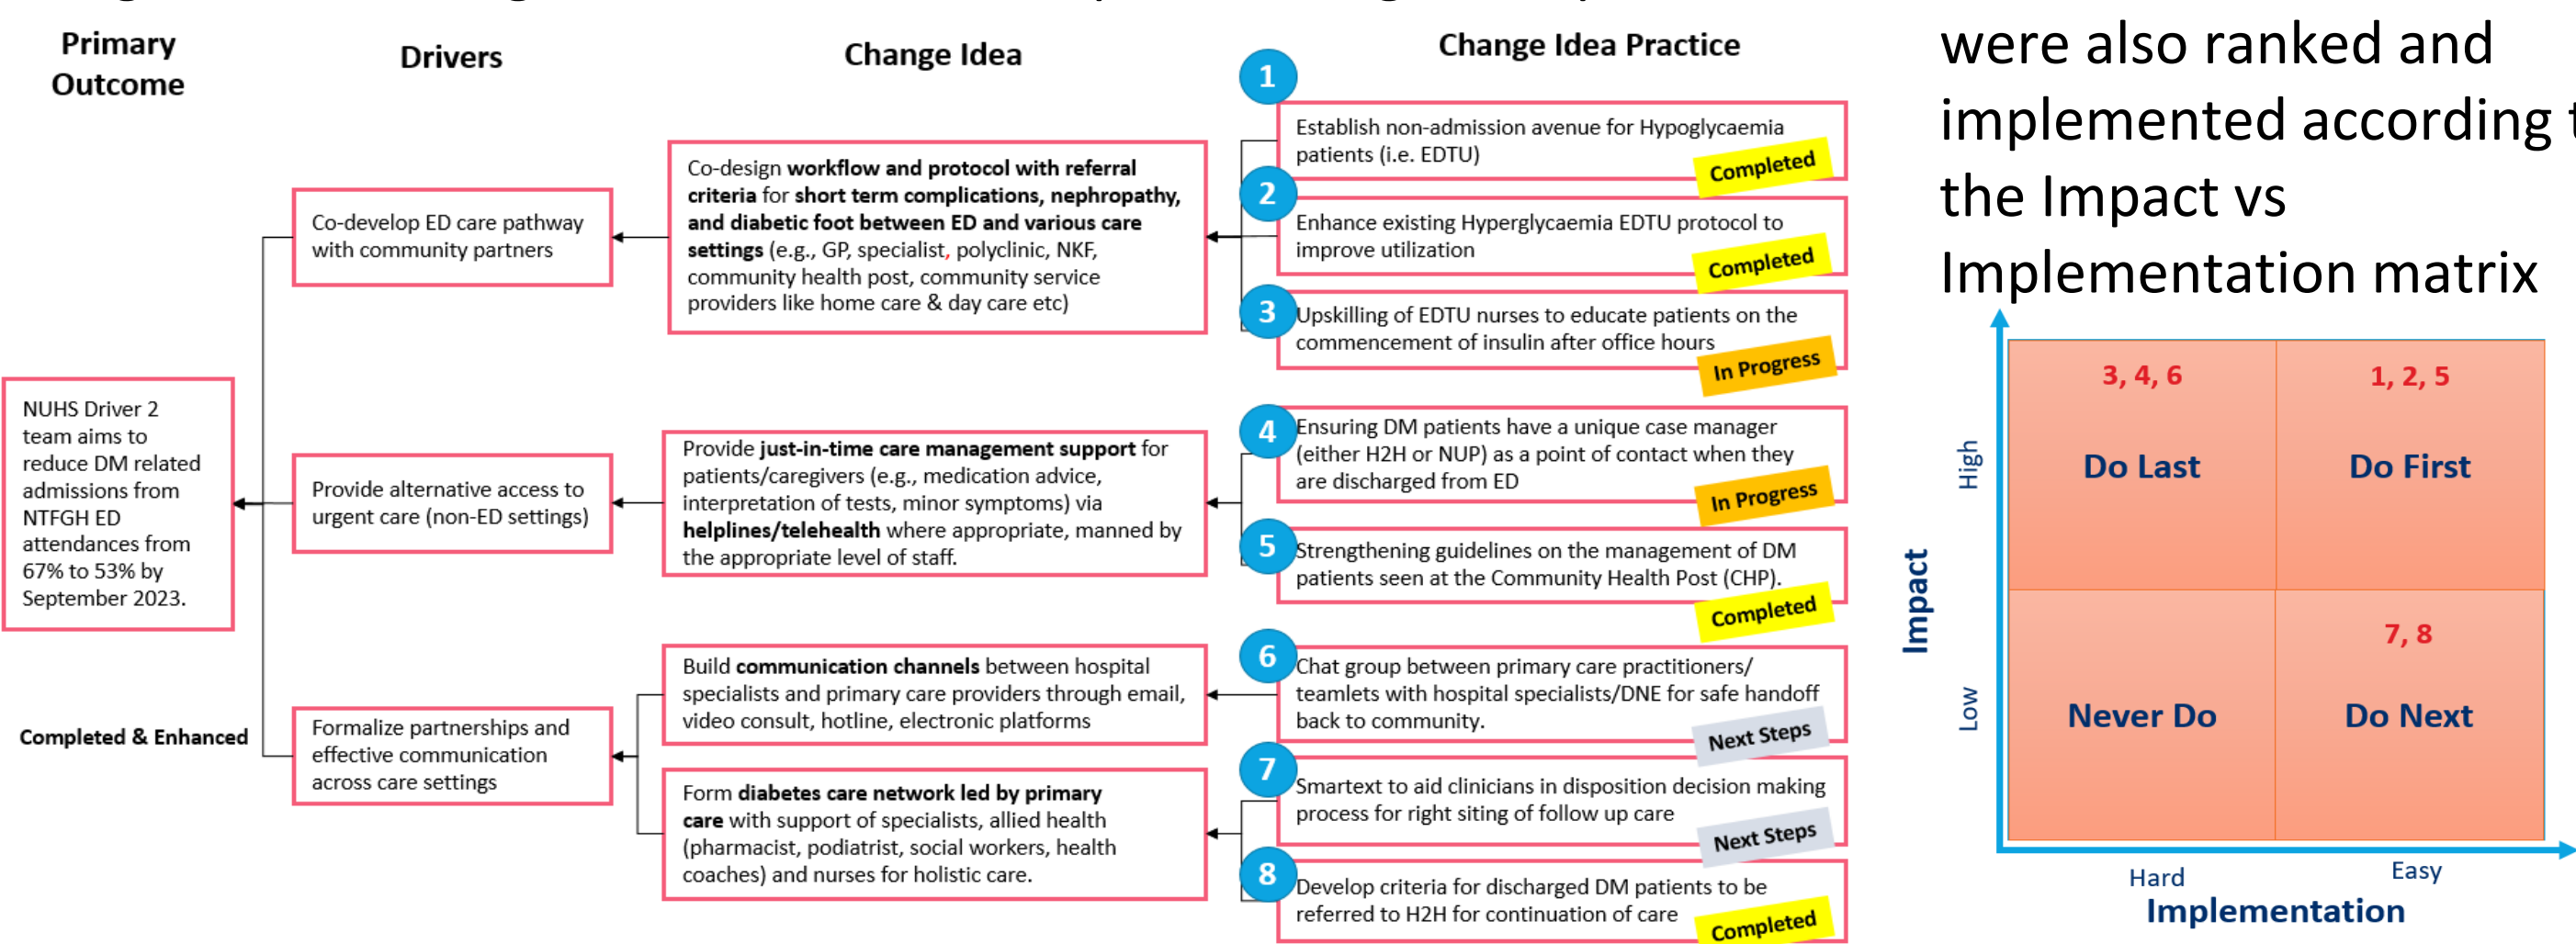 Primary
Outcome
Drivers
Change Idea
Change Idea Practice
NUHS Driver 2
team aims to
reduce DM related
admissions from
NTFGH ED
attendances from
67% to 53% by
September 2023.
Completed & Enhanced
Co-develop ED care pathway
with community partners
Provide alternative access to
urgent care (non-ED settings)
Formalize partnerships and
effective communication
across care settings
Co-design workflow and protocol with referral
criteria for short term complications, nephropathy,
and diabetic foot between ED and various care
settings (e.g., GP, specialist, polyclinic, NKF,
community health post, community service
providers like home care & day care etc)
Provide just-in-time care management support for
patients/caregivers (e.g., medication advice,
interpretation of tests, minor symptoms) via
helplines/telehealth where appropriate, manned by
the appropriate level of staff.
Build communication channels between hospital
specialists and primary care providers through email,
video consult, hotline, electronic platforms
Form diabetes care network led by primary
care with support of specialists, allied health
(pharmacist, podiatrist, social workers, health
coaches) and nurses for holistic care.
1
Establish non-admission avenue for Hypoglycaemia
patients (i.e. EDTU)
Completed
2
Enhance existing Hyperglycaemia EDTU protocol to
improve utilization
Completed
3
Upskilling of EDTU nurses to educate patients on the
commencement of insulin after office hours
In Progress
4
Ensuring DM patients have a unique case manager
(either H2H or NUP) as a point of contact when they
are discharged from ED
In Progress
5
Strengthening guidelines on the management of DM
patients seen at the Community Health Post (CHP).
Completed
6
Chat group between primary care practitioners/
teamlets with hospital specialists/DNE for safe handoff
back to community.
Next Steps
7
Smartext to aid clinicians in disposition decision making
process for right siting of follow up care
Next Steps
8
Develop criteria for discharged DM patients to be
referred to H2H for continuation of care
Completed
were also ranked and
implemented according
the Impact vs
Implementation matrix
Impact
High
Low
3, 4, 6
Do Last
1, 2, 5
Do First
Never Do
7, 8
Do Next
Hard
Easy
Implementation